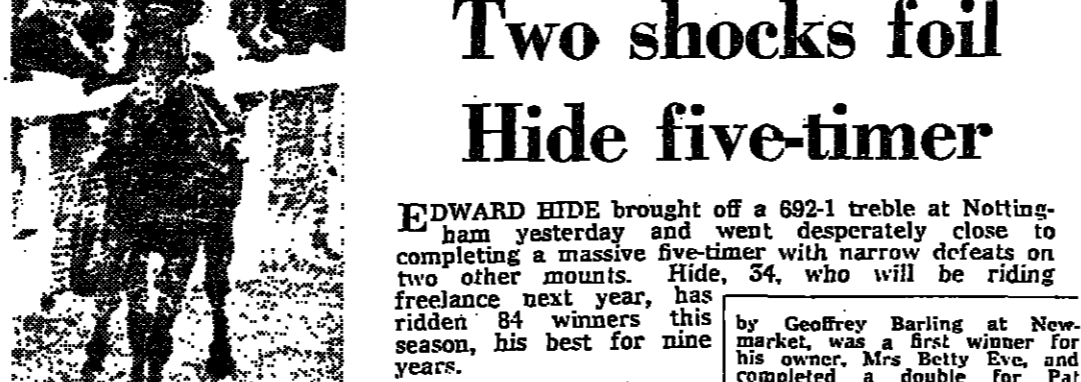 Two shocks foil
Hide five-timer
EDWARD HIDE brought off a 692-1 treble at Notting-
ham yesterday and went desperately close to
completing a massive five-timer with narrow defeats on
two other mounts. Hide, 34, who will be riding
freelance next year, has
ridden 84 winners this
season, his best for nine
years.
by Geoffrey Barling at New-
market, was a first winner for
his owner, Mrs Betty Eve, and
completed a double for Pat